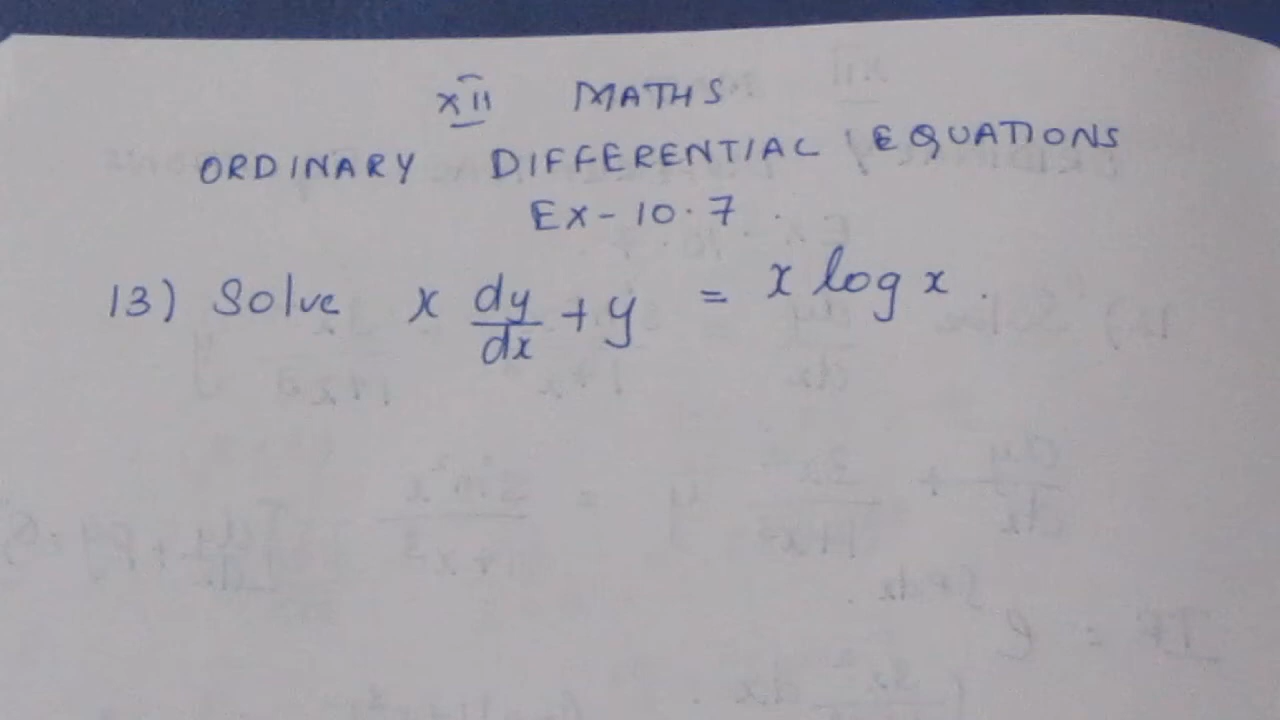 XII MATHS
ORDINARY DIFFERENTIAL EQUATIONS
EX - 10.7
13) Solve x dy/dx + y = x log x.